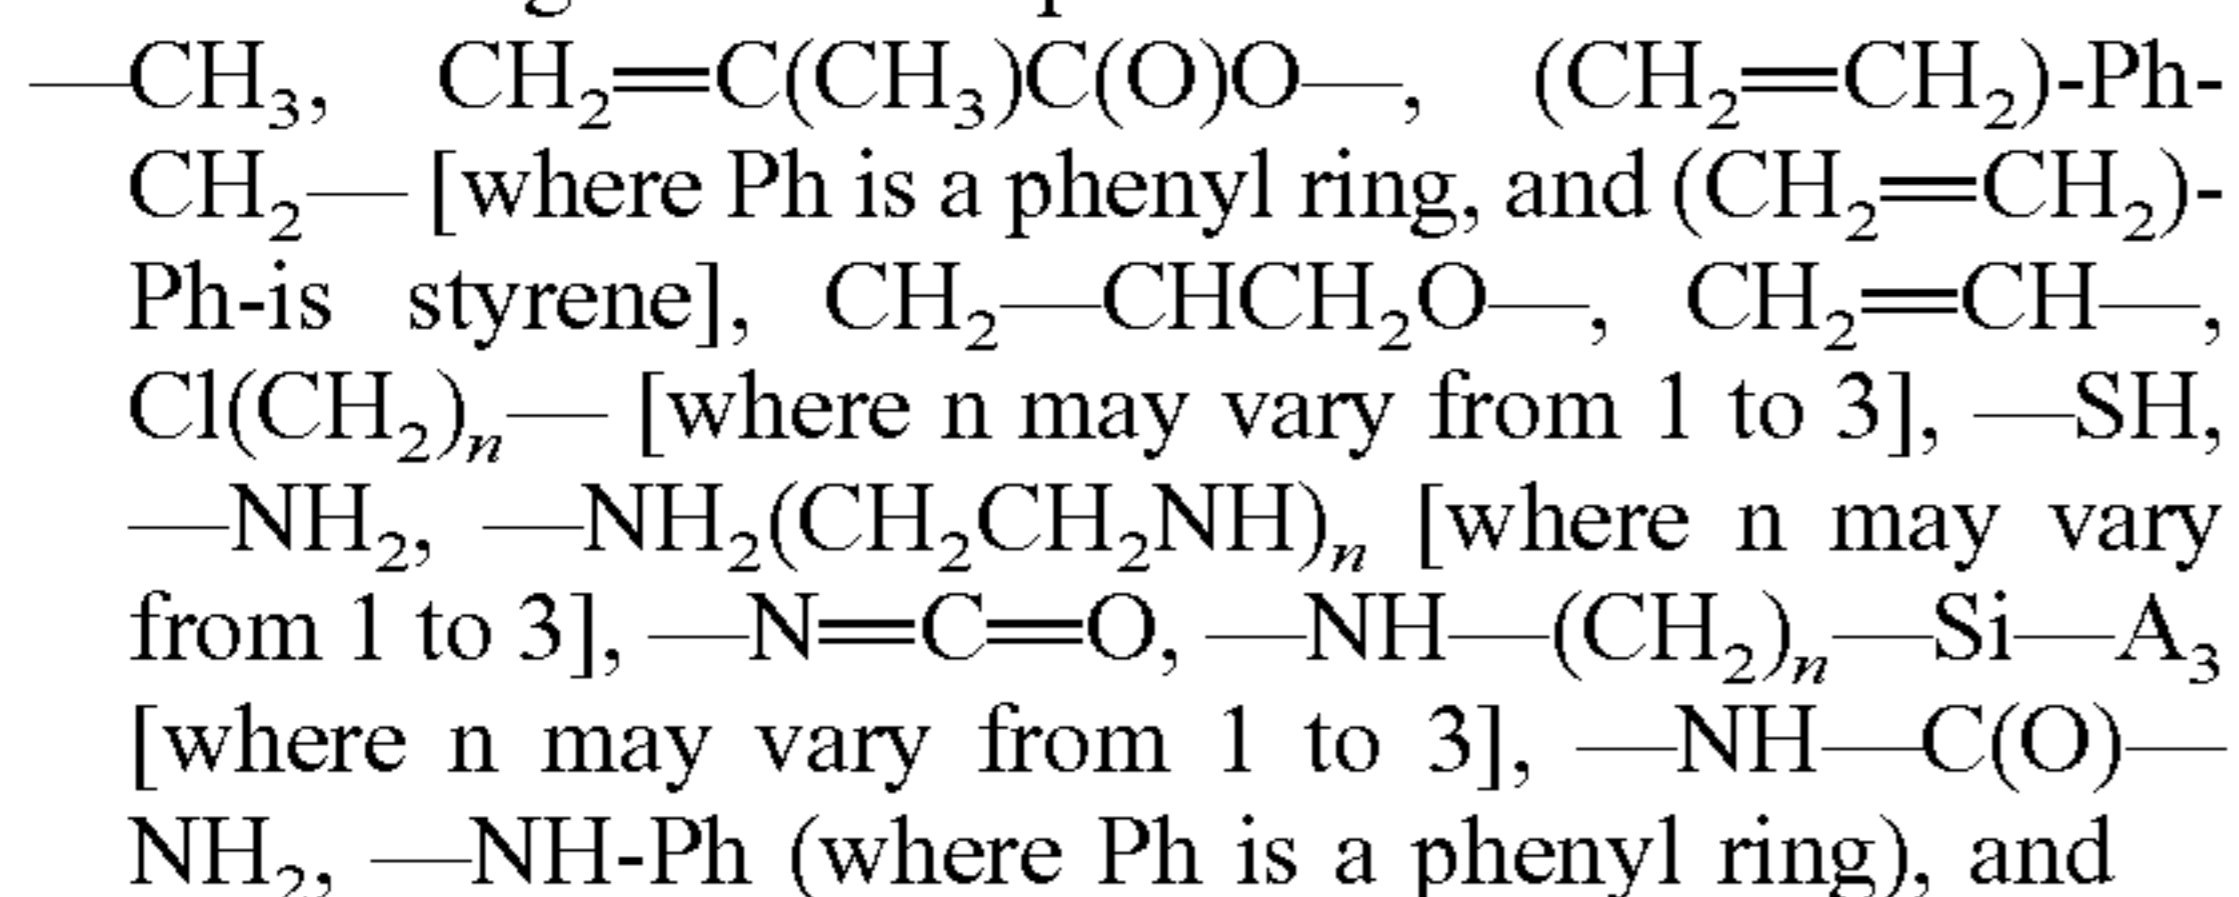 —CH₃, CH₂═C(CH₃)C(O)O—, (CH₂═CH₂)-Ph-
CH₂— [where Ph is a phenyl ring, and (CH₂═CH₂)-
Ph-is styrene], CH₂—CHCH₂O—, CH₂═CH—,
Cl(CH₂)ₙ— [where n may vary from 1 to 3], —SH,
—NH₂, —NH₂(CH₂CH₂NH)ₙ [where n may vary
from 1 to 3], —N═C═O, —NH—(CH₂)ₙ—Si—A₃
[where n may vary from 1 to 3], —NH—C(O)—
NH₂, —NH-Ph (where Ph is a phenyl ring), and